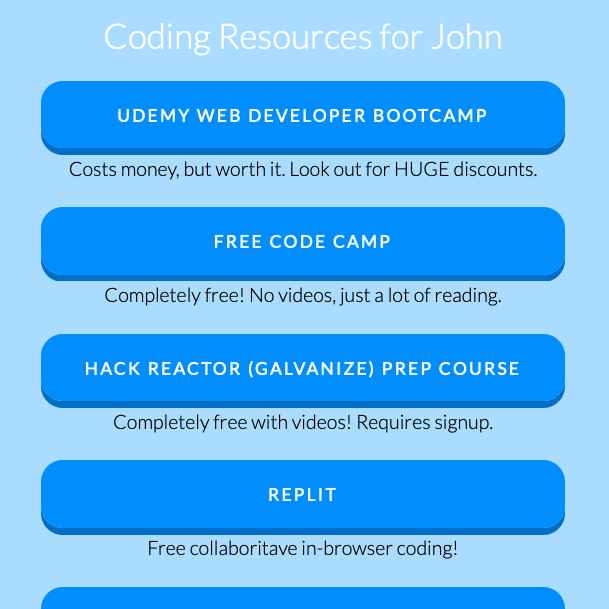 Coding Resources for John
UDEMY WEB DEVELOPER BOOTCAMP
Costs money, but worth it. Look out for HUGE discounts.
FREE CODE CAMP
Completely free! No videos, just a lot of reading.
HACK REACTOR (GALVANIZE) PREP COURSE
Completely free with videos! Requires signup.
REPLIT
Free collaboritave in-browser coding!